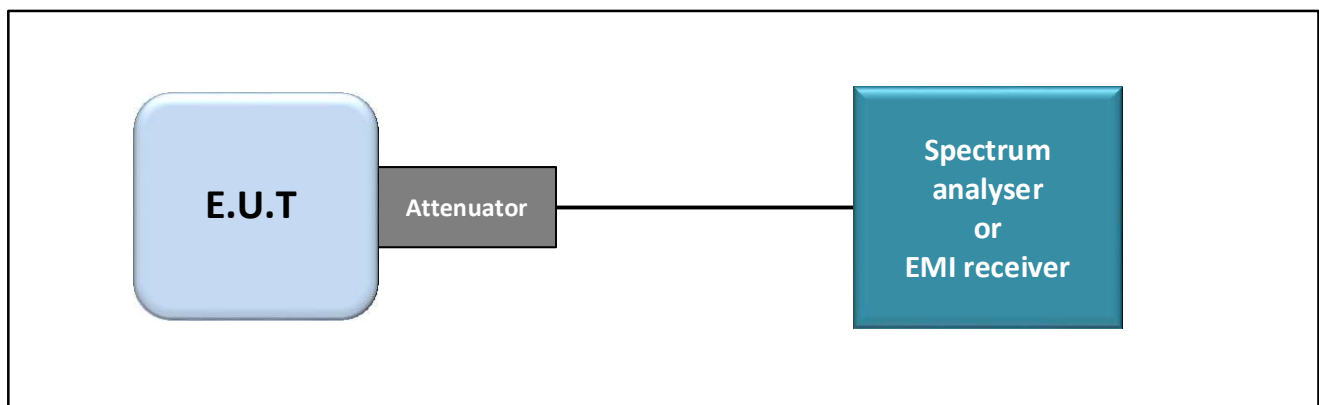 E.U.T
Attenuator
Spectrum
analyser
or
EMI receiver